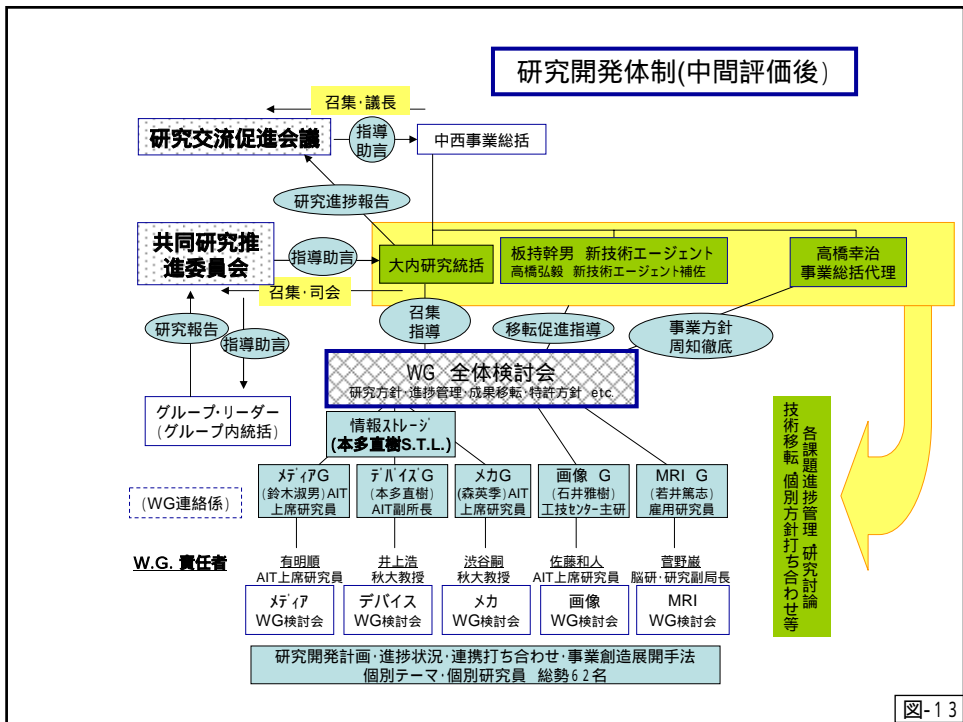 研究開発体制(中間評価後)
召集・議長
研究交流促進会議
指導
助言
中西事業総括
研究進捗報告
共同研究推
進委員会
指導助言
大内研究統括
板持幹男 新技術エージェント
高橋弘毅 新技術エージェント補佐
高橋幸治
事業総括代理
召集・司会
研究報告
指導助言
召集
指導
移転促進指導
事業方針
周知徹底
WG 全体検討会
研究方針・進捗管理・成果移転・特許方針 etc.
グループ・リーダー
(グループ内統括)
情報ストレージ
(本多直樹S.T.L.)
各課題進捗管理・研究討論
技術移転・個別方針打ち合わせ等
(WG連絡係)
メディアG
(鈴木淑男)AIT
上席研究員
デバイズG
(本多直樹)
AIT副所長
メカG
(森英季)AIT
上席研究員
画像 G
(石井雅樹)
工技センター主研
MRI G
(若井篤志)
雇用研究員
W.G. 責任者
有明順
AIT上席研究員
井上浩
秋大教授
渋谷嗣
秋大教授
佐藤和人
AIT上席研究員
菅野巌
脳研・研究副局長
メディア
WG検討会
デバイス
WG検討会
メカ
WG検討会
画像
WG検討会
MRI
WG検討会
研究開発計画・進捗状況・連携打ち合わせ・事業創造展開手法
個別テーマ・個別研究員 総勢62名
図-13